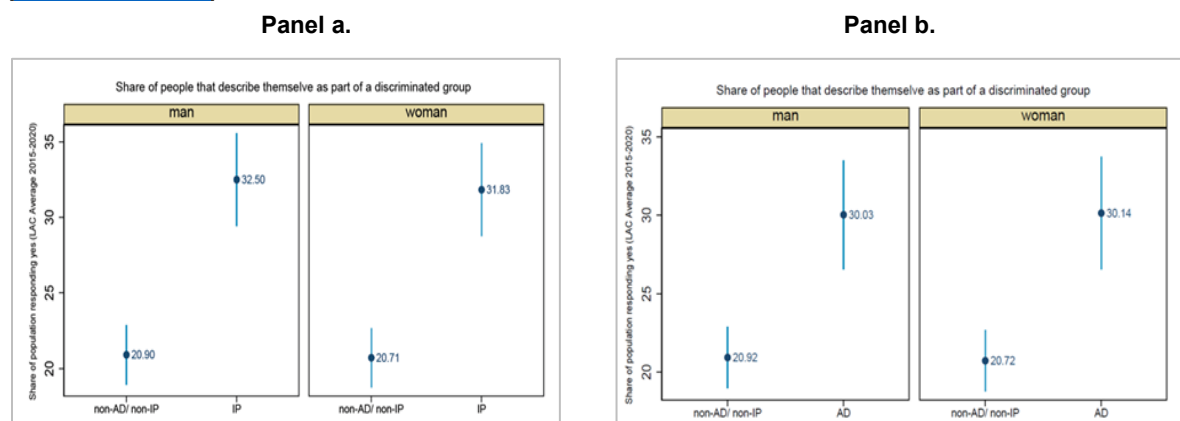 Panel a.
Share of people that describe themselve as part of a discriminated group
man
woman
Share of population responding yes (LAC Average 2015-2020)
35
30
25
20
32.50
31.83
20.90
20.71
non-AD/ non-IP
IP
non-AD/ non-IP
IP
Panel b.
Share of people that describe themselve as part of a discriminated group
man
woman
Share of population responding yes (LAC Average 2015-2020)
35
30
25
20
30.03
30.14
20.92
20.72
non-AD/ non-IP
AD
non-AD/ non-IP
AD